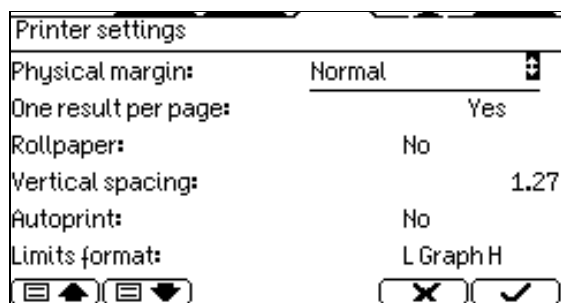 Printer settings
Physical margin: Normal
One result per page: Yes
Rollpaper: No
Vertical spacing: 1.27
Autoprint: No
Limits format: L Graph H